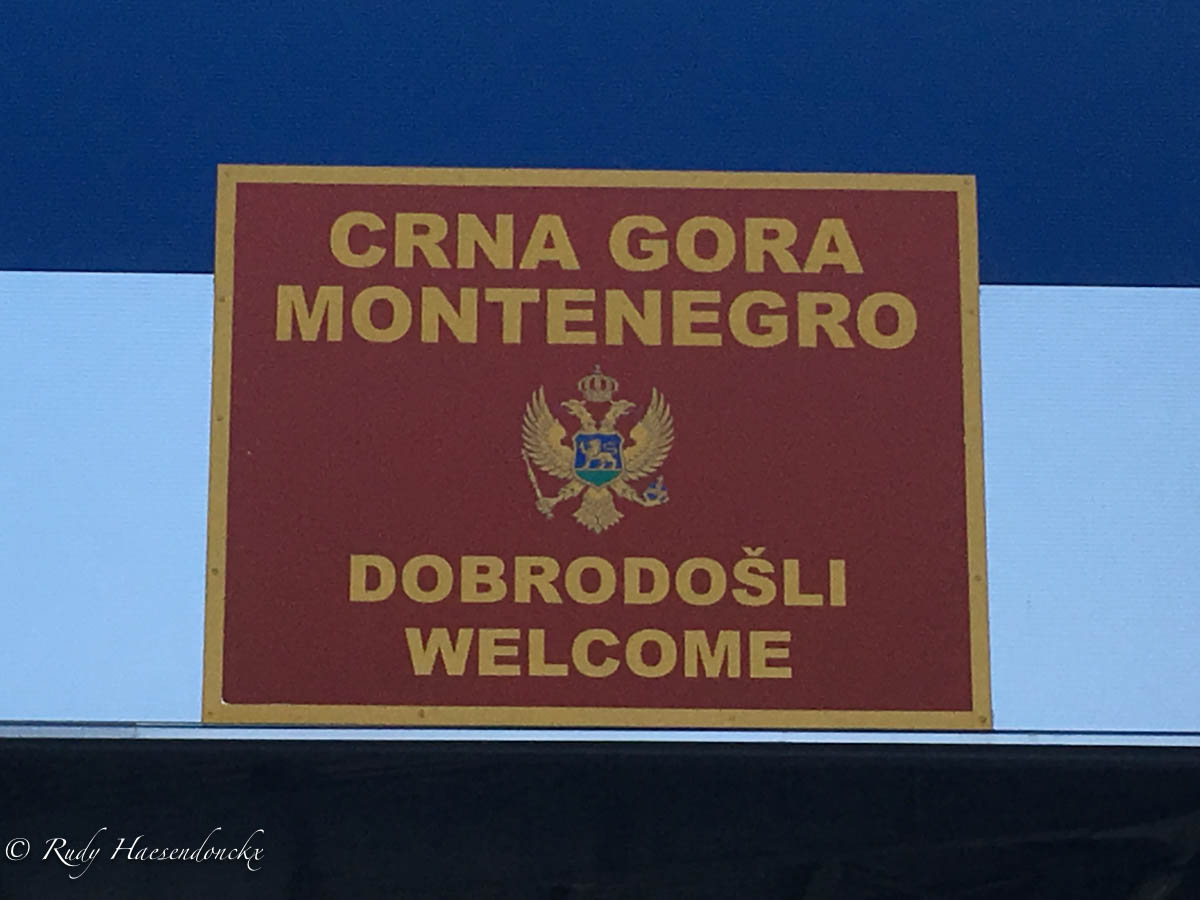 CRNA GORA
MONTENEGRO
DOBRODOŠLI
WELCOME
© Rudy Haesendonckx